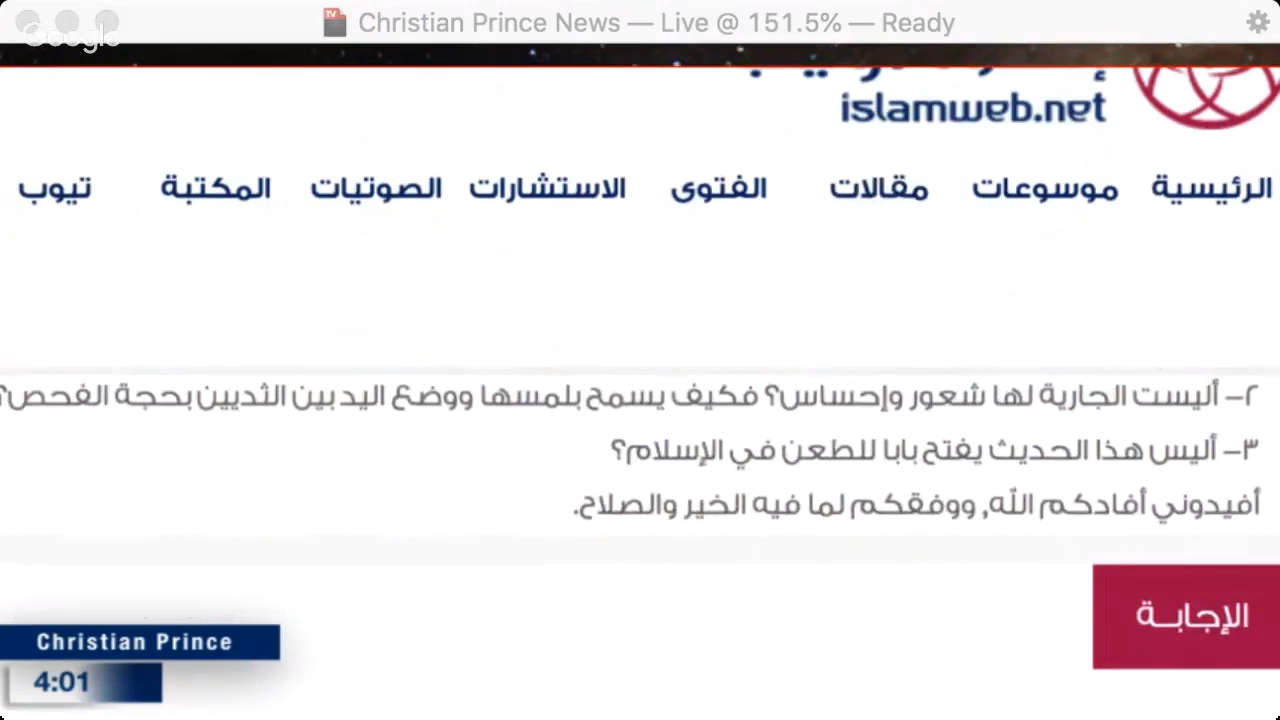 Christian Prince News — Live @ 151.5% — Ready
Google
islamweb.net
الرئيسية موسوعات مقالات الفتوى الاستشارات الصوتيات المكتبة تيوب
٢– أليست الجارية لها شعور وإحساس؟ فكيف يسمح بلمسها ووضع اليد بين الثديين بحجة الفحص؟
٣– أليس هذا الحديث يفتح بابا للطعن في الإسلام؟
أفيدوني أفادكم الله, ووفقكم لما فيه الخير والصلاح.
الإجابــة
Christian Prince
4:01